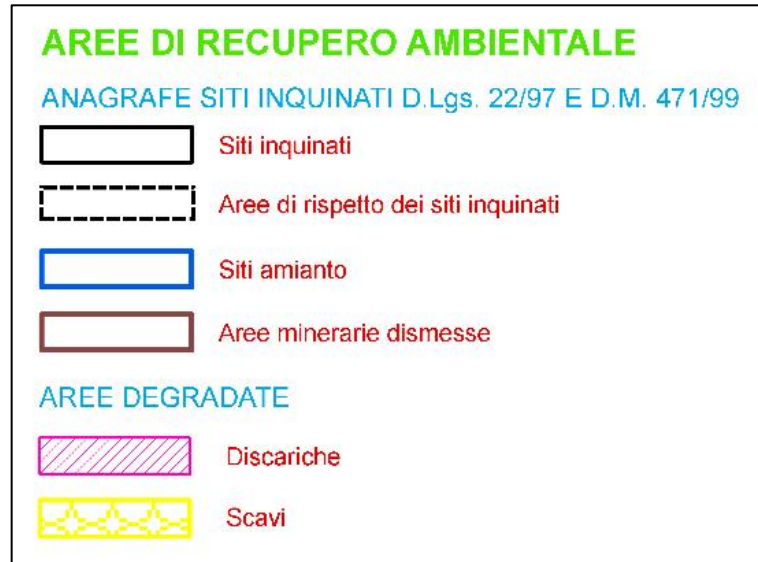 AREE DI RECUPERO AMBIENTALE
ANAGRAFE SITI INQUINATI D.Lgs. 22/97 E D.M. 471/99
Siti inquinati
Aree di rispetto dei siti inquinati
Siti amianto
Aree minerarie dismesse
AREE DEGRADATE
Discariche
Scavi